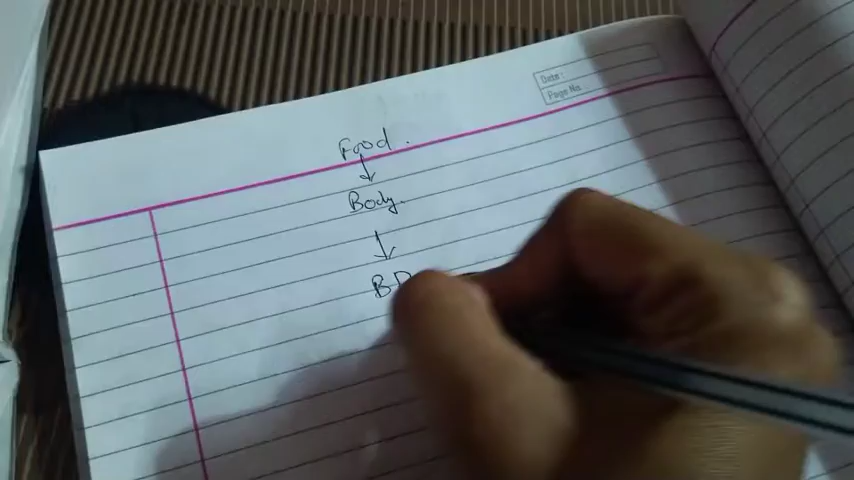 Date:
Page No.
Food.
↓
Body.
↓